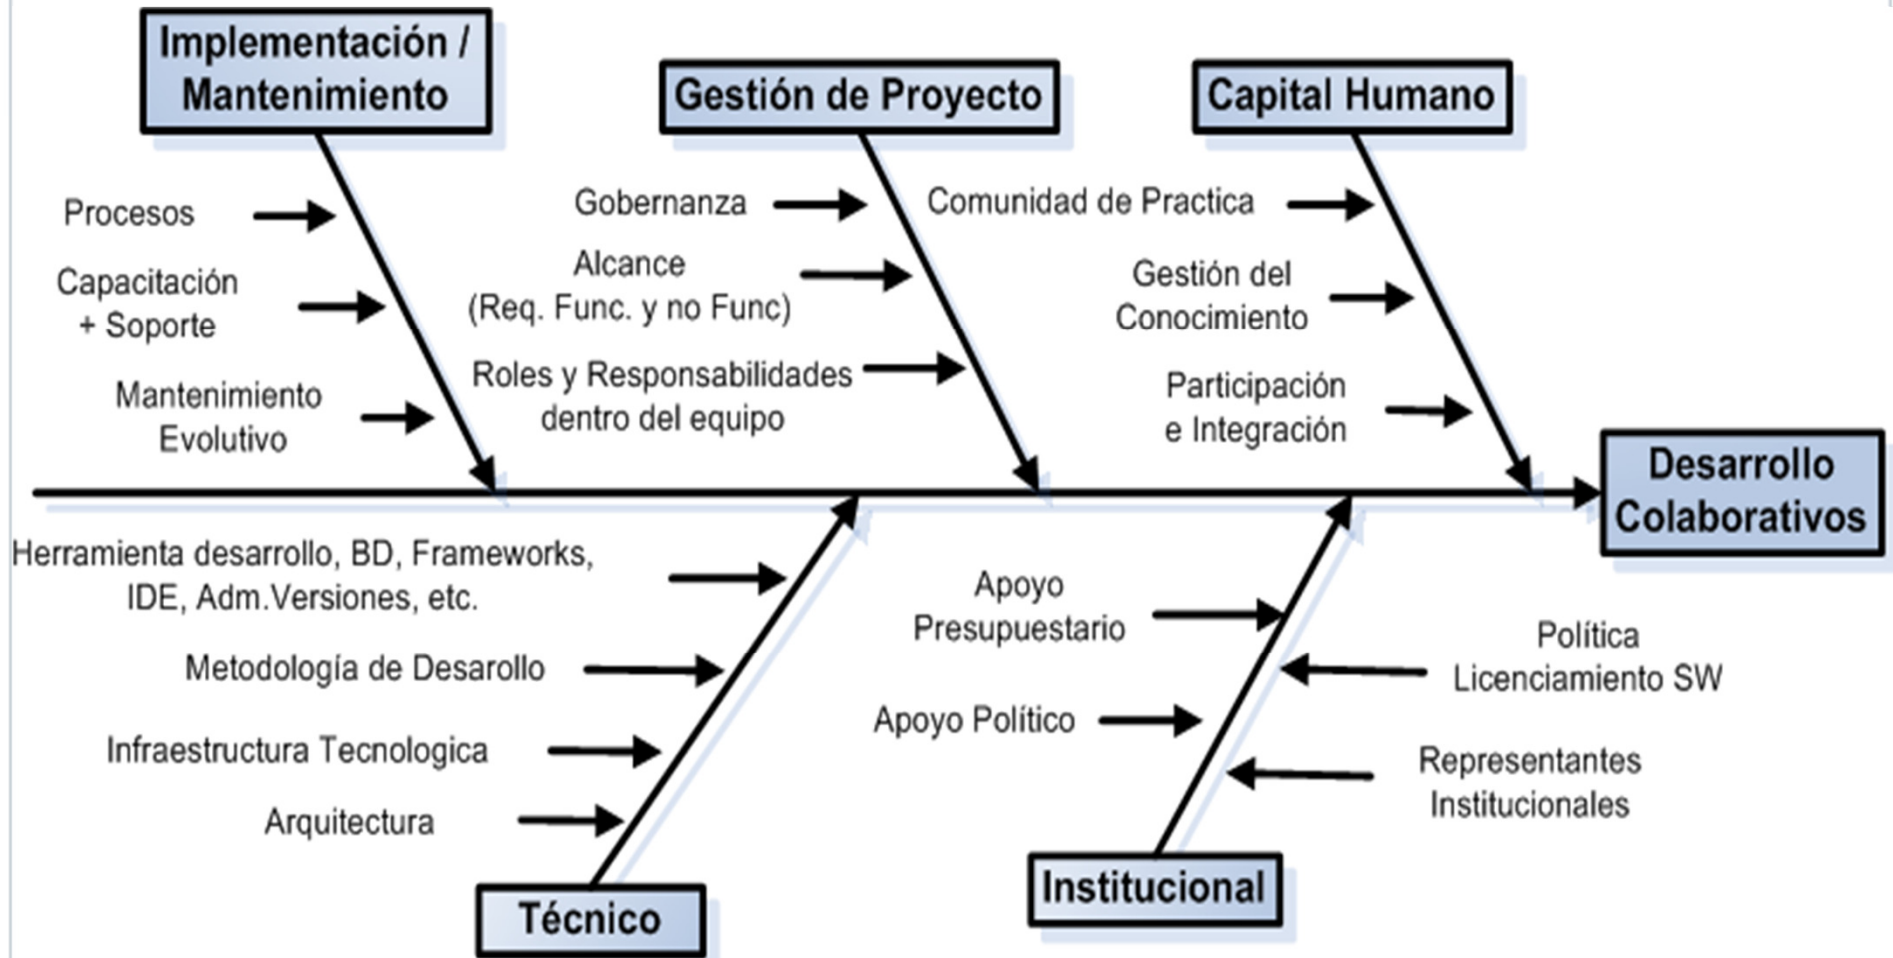 Implementación /
Mantenimiento
Gestión de Proyecto
Capital Humano
Procesos
Capacitación
+ Soporte
Mantenimiento
Evolutivo
Gobernanza
Alcance
(Req. Func. y no Func)
Roles y Responsabilidades
dentro del equipo
Comunidad de Practica
Gestión del
Conocimiento
Participación
e Integración
Desarrollo
Colaborativos
Herramienta desarrollo, BD, Frameworks,
IDE, Adm.Versiones, etc.
Metodología de Desarollo
Infraestructura Tecnologica
Arquitectura
Técnico
Apoyo
Presupuestario
Apoyo Político
Política
Licenciamiento SW
Representantes
Institucionales
Institucional